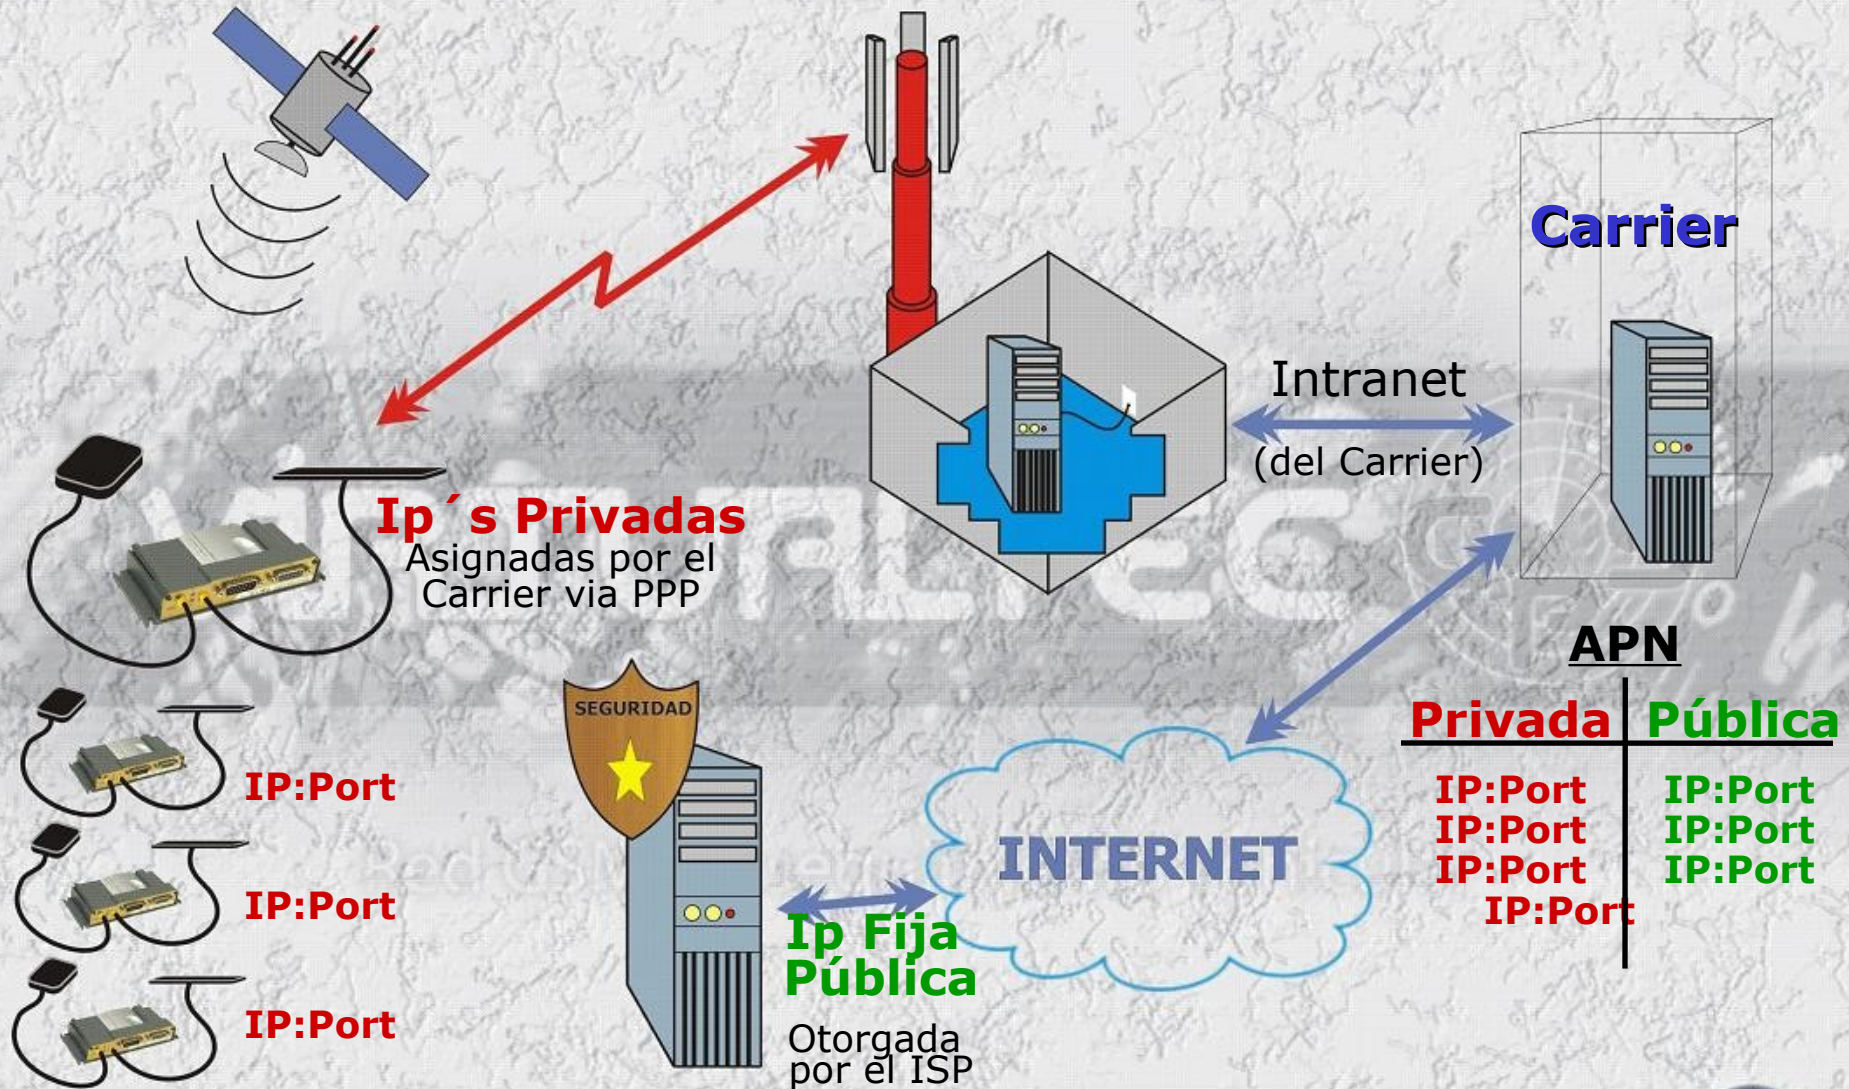 Carrier
Intranet
(del Carrier)
Ip´s Privadas
Asignadas por el
Carrier via PPP
APN
Privada Pública
IP:Port IP:Port
IP:Port IP:Port
IP:Port IP:Port
IP:Port
SEGURIDAD
IP:Port
IP:Port
IP:Port
INTERNET
Ip Fija
Pública
Otorgada
por el ISP